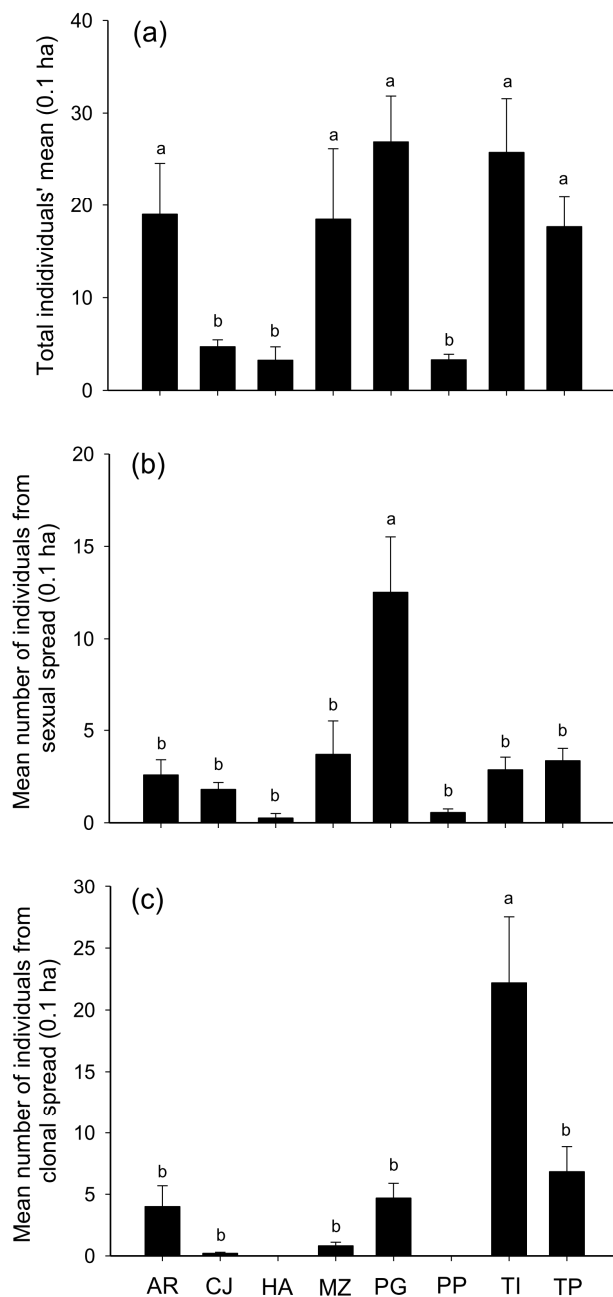 (a)
Total indidividuals' mean (0.1 ha)
40
30
20
10
0
a
b
b
a
a
b
a
a
(b)
Mean number of individuals from
sexual spread (0.1 ha)
20
15
10
5
0
b
b
b
b
a
b
b
b
(c)
Mean number of individuals from
clonal spread (0.1 ha)
30
25
20
15
10
5
0
b
b
b
b
a
b
AR CJ HA MZ PG PP TI TP